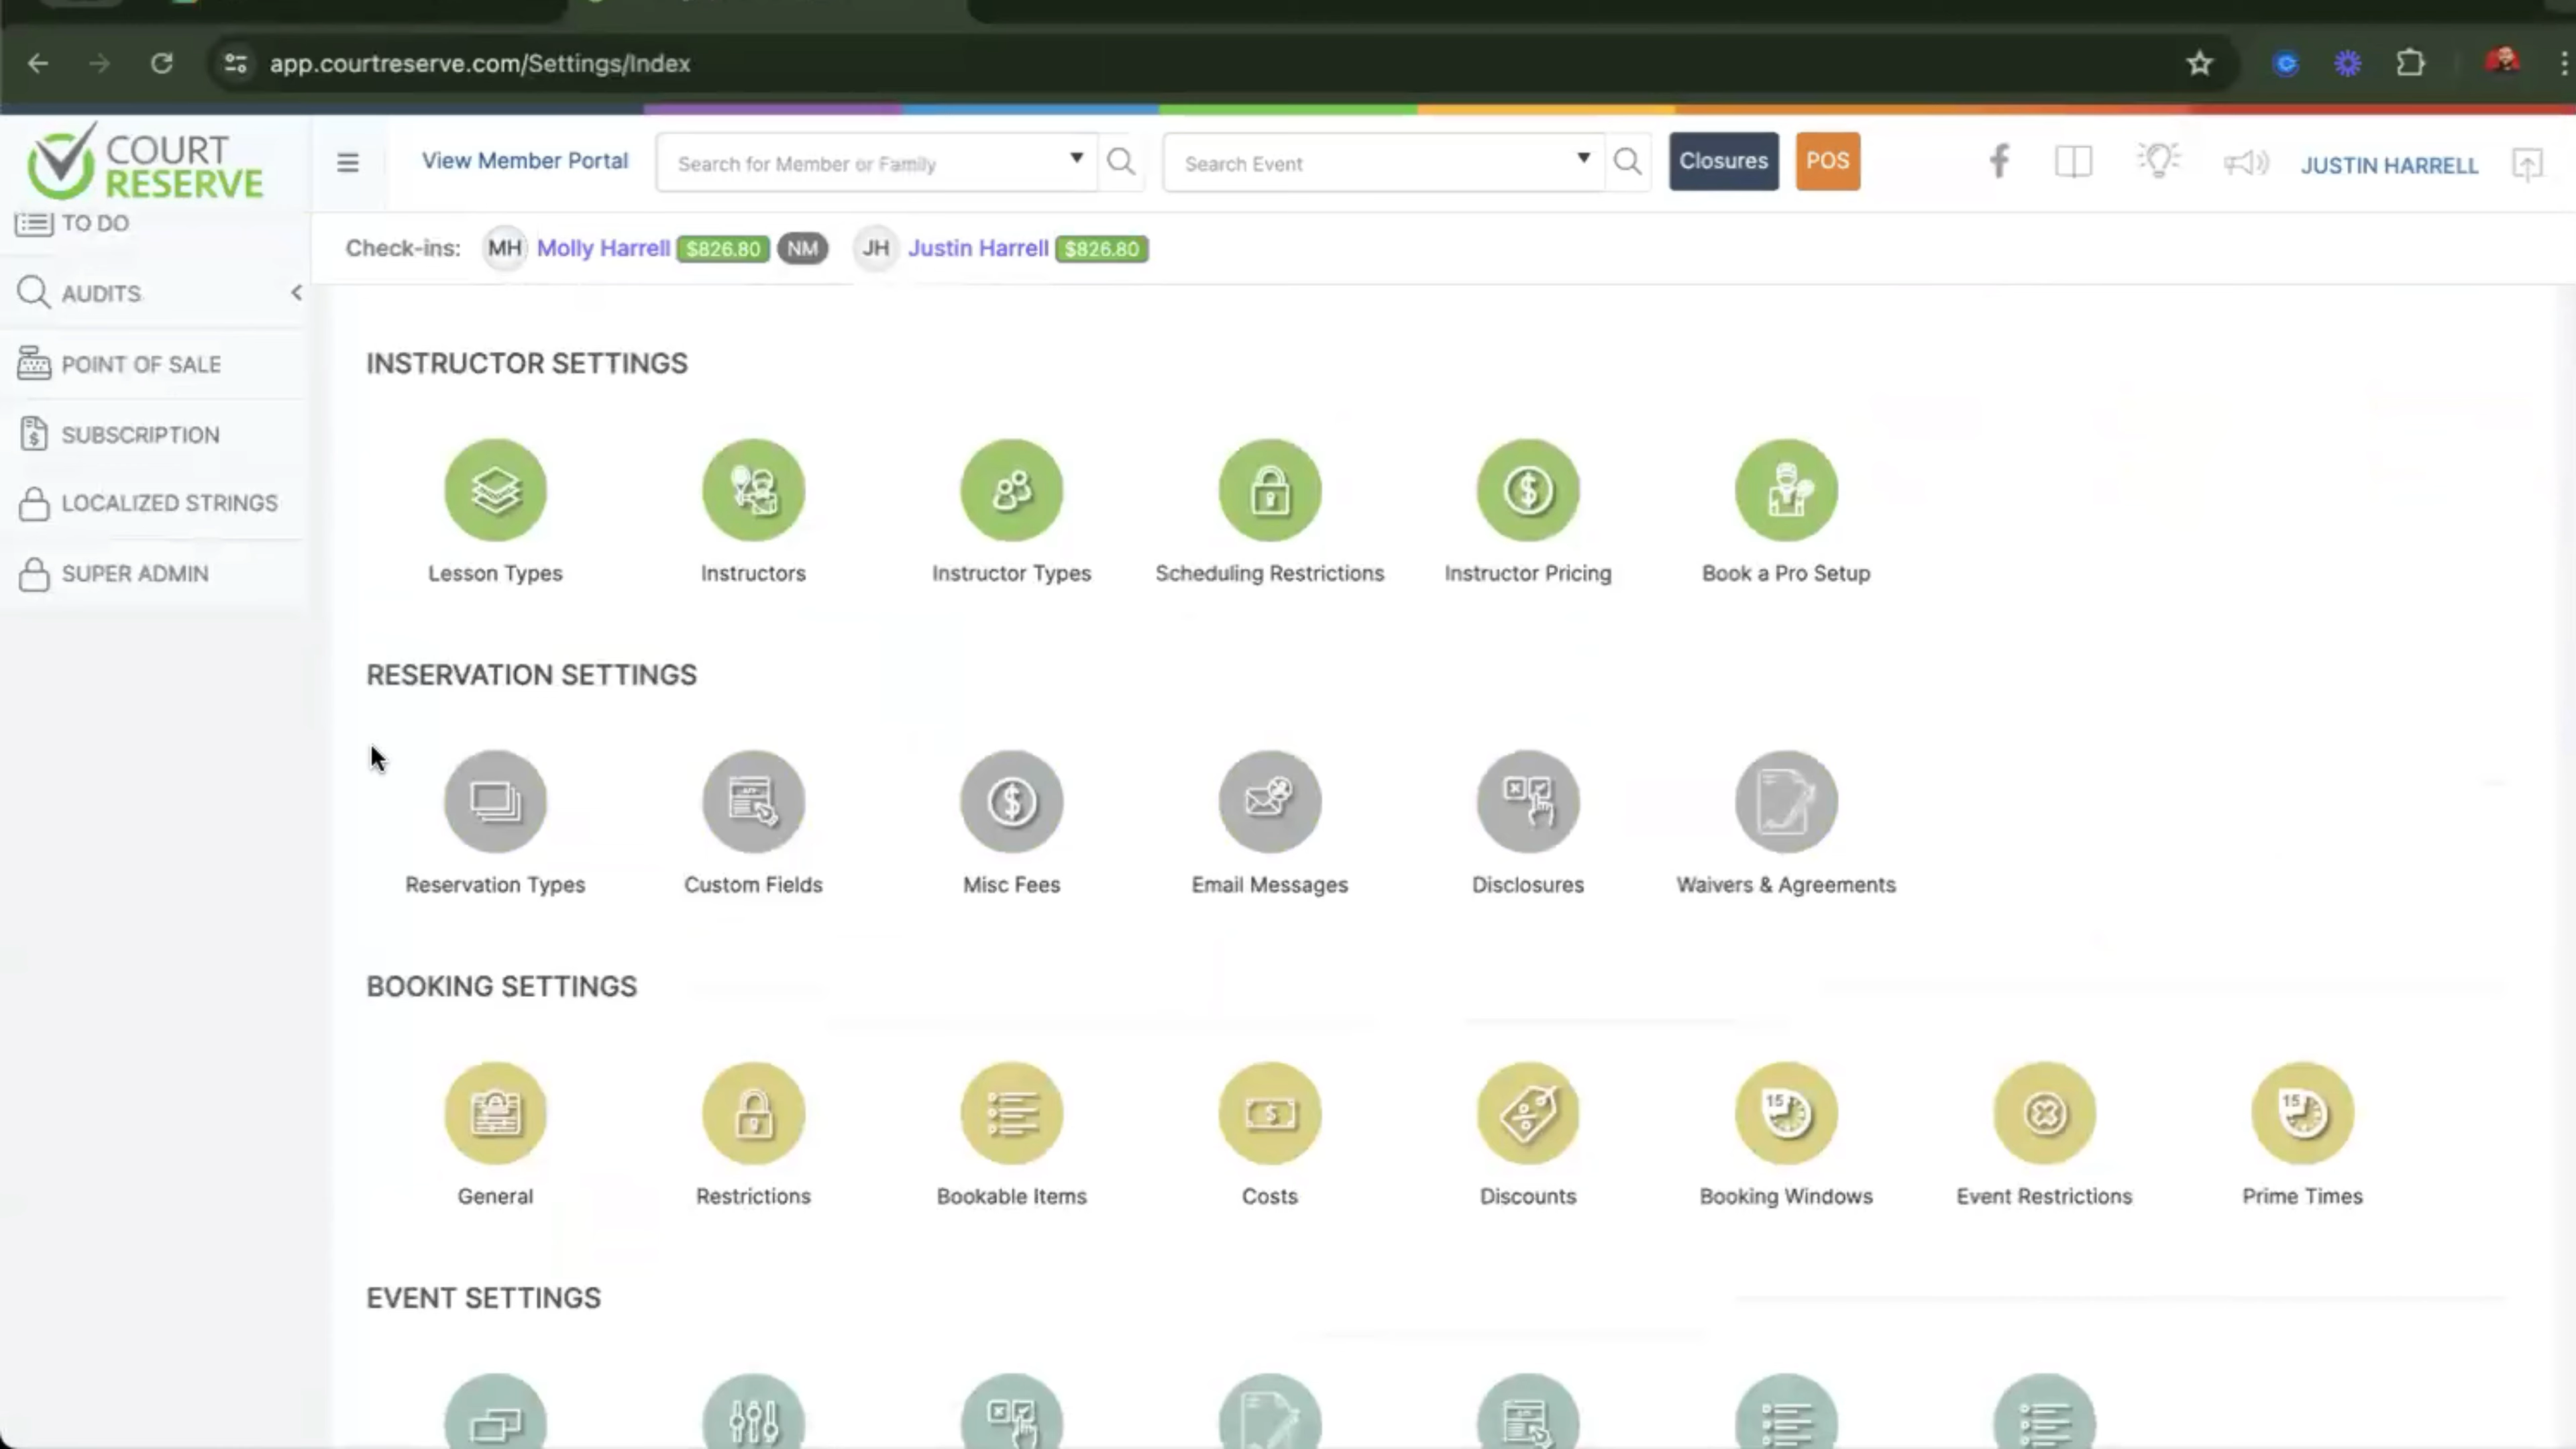 app.courtreserve.com/Settings/Index
COURT
RESERVE
View Member Portal
Search for Member or Family
Search Event
Closures
POS
JUSTIN HARRELL
Check-ins: MH Molly Harrell $826.80 NM JH Justin Harrell $826.80
TO DO
AUDITS
POINT OF SALE
SUBSCRIPTION
LOCALIZED STRINGS
SUPER ADMIN
INSTRUCTOR SETTINGS
Lesson Types
Instructors
Instructor Types
Scheduling Restrictions
Instructor Pricing
Book a Pro Setup
RESERVATION SETTINGS
Reservation Types
Custom Fields
Misc Fees
Email Messages
Disclosures
Waivers & Agreements
BOOKING SETTINGS
15
15
General
Restrictions
Bookable Items
Costs
Discounts
Booking Windows
Event Restrictions
Prime Times
EVENT SETTINGS